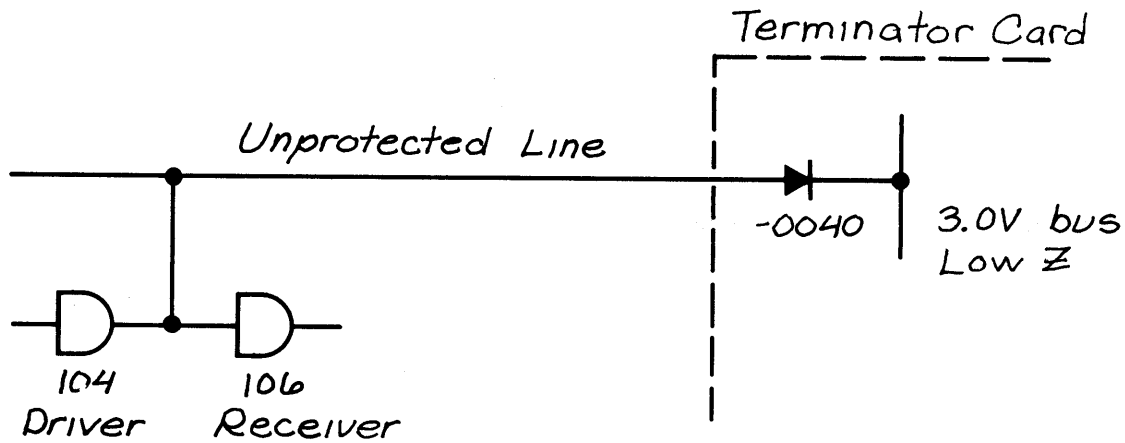 Terminator Card
Unprotected Line
-0040
3.0V bus
Low Z
104
Driver
106
Receiver